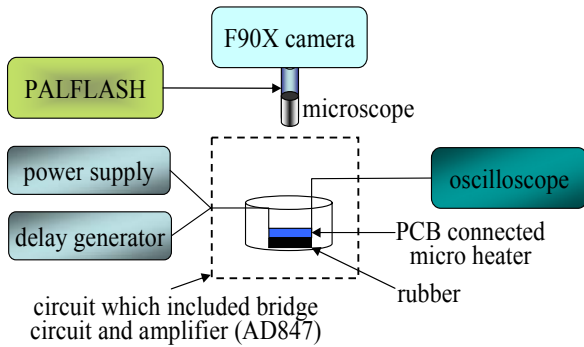 F90X camera
PALFLASH
microscope
power supply
oscilloscope
delay generator
PCB connected
micro heater
rubber
circuit which included bridge
circuit and amplifier (AD847)